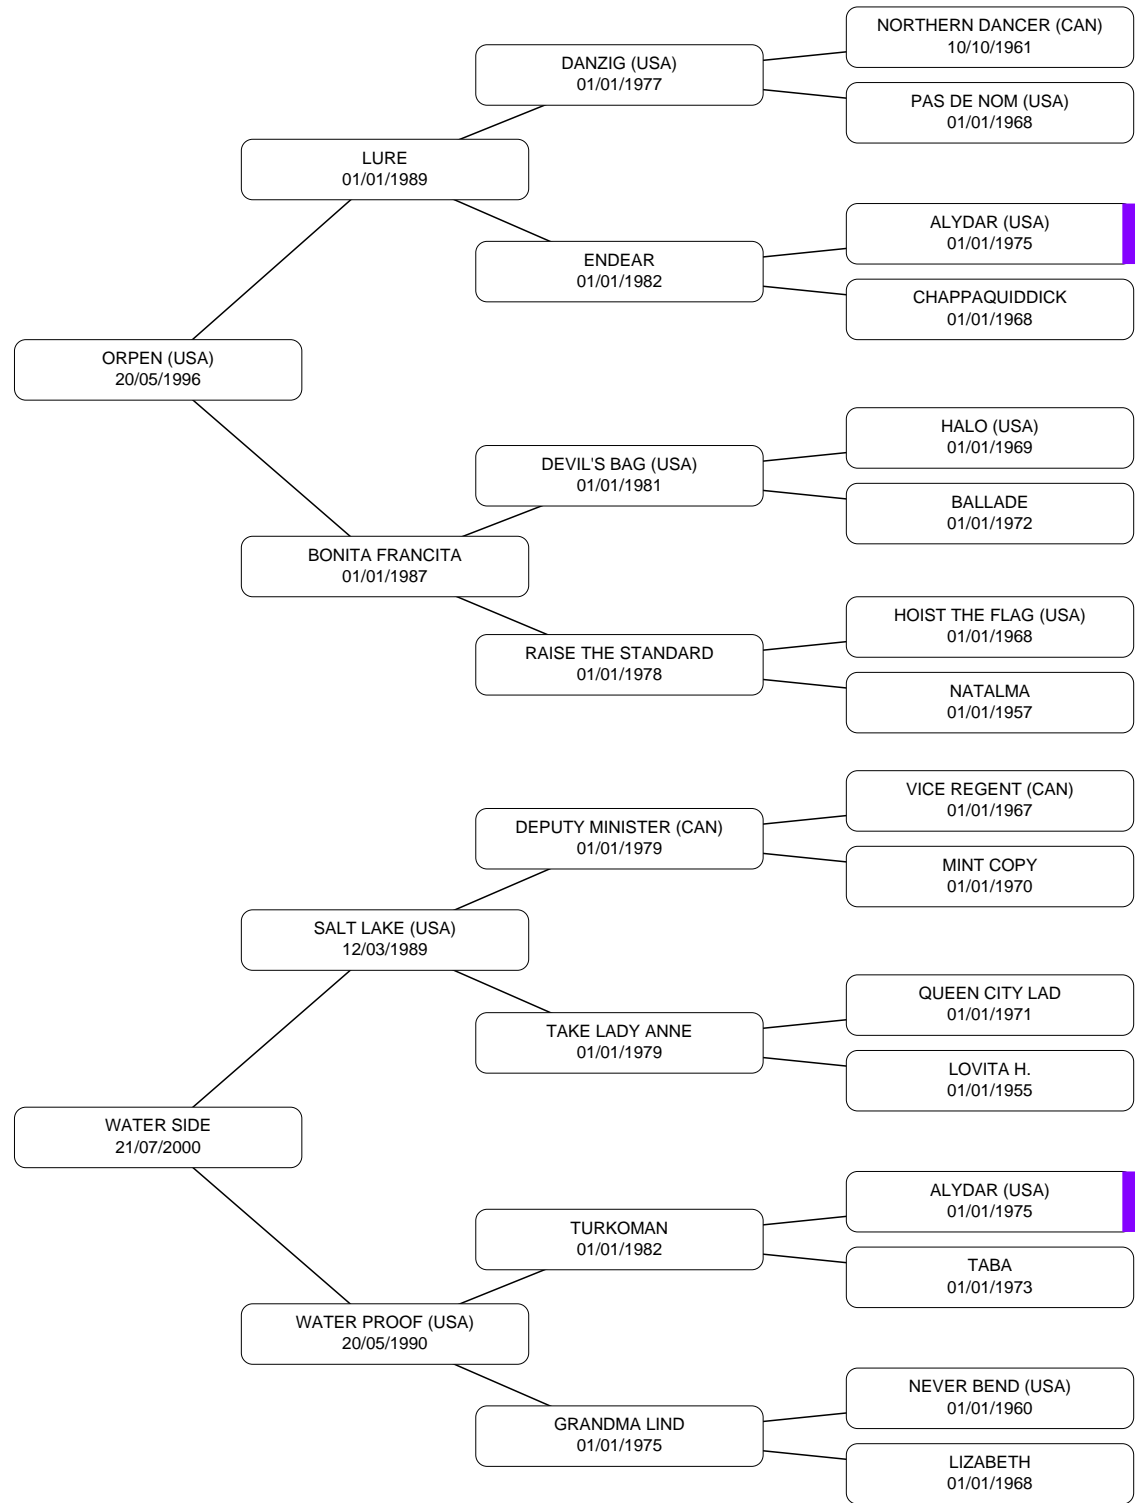 NORTHERN DANCER (CAN)
10/10/1961
DANZIG (USA)
01/01/1977
PAS DE NOM (USA)
01/01/1968
LURE
01/01/1989
ALYDAR (USA)
01/01/1975
ENDEAR
01/01/1982
CHAPPAQUIDDICK
01/01/1968
ORPEN (USA)
20/05/1996
HALO (USA)
01/01/1969
DEVIL'S BAG (USA)
01/01/1981
BALLADE
01/01/1972
BONITA FRANCITA
01/01/1987
HOIST THE FLAG (USA)
01/01/1968
RAISE THE STANDARD
01/01/1978
NATALMA
01/01/1957
VICE REGENT (CAN)
01/01/1967
DEPUTY MINISTER (CAN)
01/01/1979
MINT COPY
01/01/1970
SALT LAKE (USA)
12/03/1989
QUEEN CITY LAD
01/01/1971
TAKE LADY ANNE
01/01/1979
LOVITA H.
01/01/1955
WATER SIDE
21/07/2000
ALYDAR (USA)
01/01/1975
TURKOMAN
01/01/1982
TABA
01/01/1973
WATER PROOF (USA)
20/05/1990
NEVER BEND (USA)
01/01/1960
GRANDMA LIND
01/01/1975
LIZABETH
01/01/1968